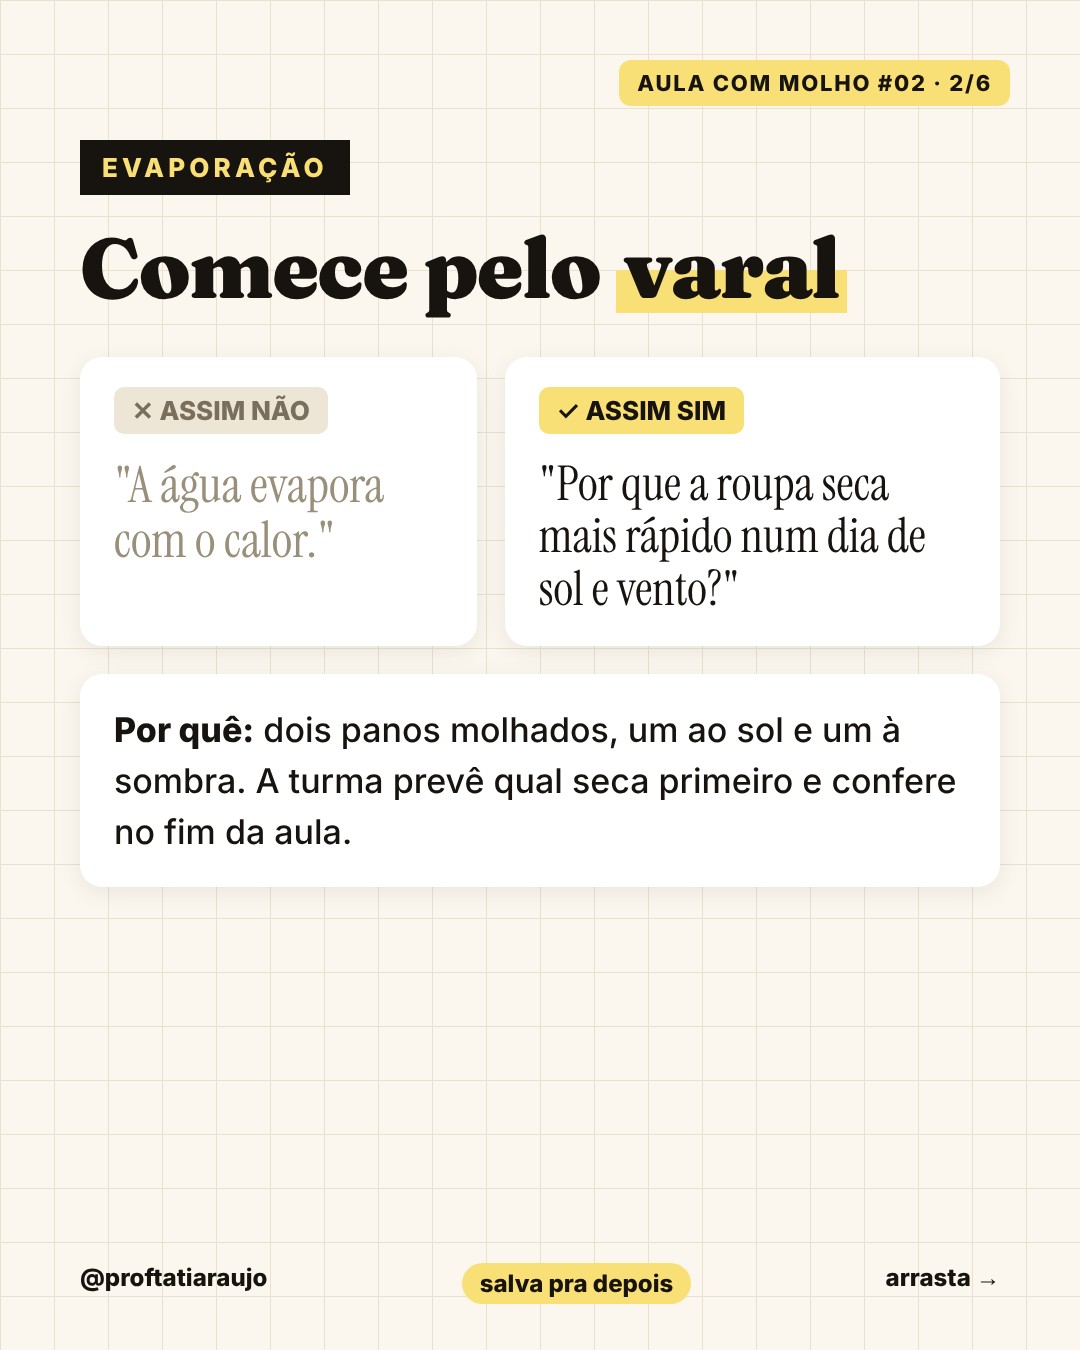 AULA COM MOLHO #02 · 2/6
EVAPORAÇÃO
Comece pelo varal
✕ ASSIM NÃO
"A água evapora
com o calor."
✓ ASSIM SIM
"Por que a roupa seca
mais rápido num dia de
sol e vento?"
Por quê: dois panos molhados, um ao sol e um à
sombra. A turma prevê qual seca primeiro e confere
no fim da aula.
@proftatiaraujo
salva pra depois
arrasta →